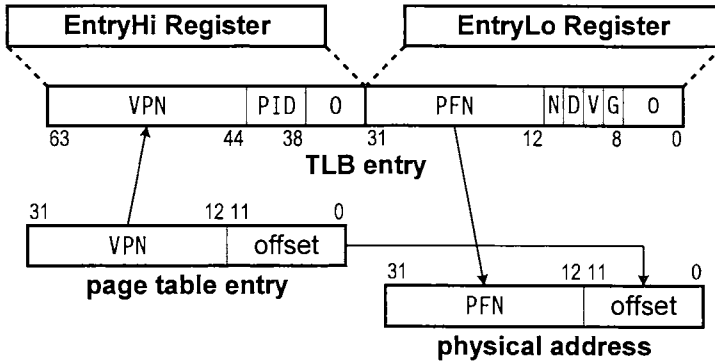 EntryHi Register EntryLo Register
VPN PID 0 PFN N D V G 0
63 44 38 31 12 8 0
TLB entry
31 12 11 0
VPN offset
page table entry
31 12 11 0
PFN offset
physical address